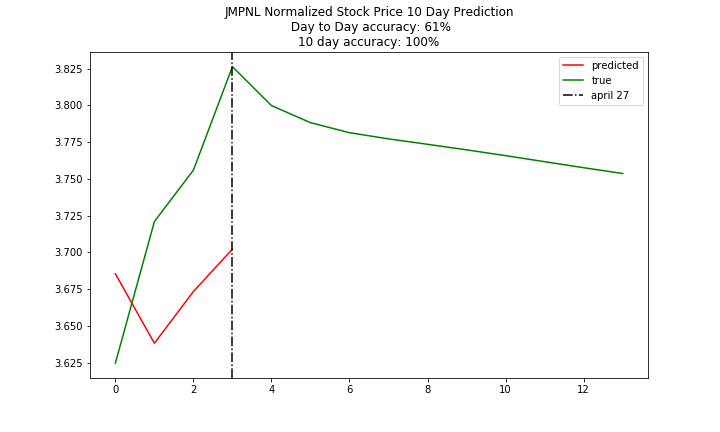 JMPNL Normalized Stock Price 10 Day Prediction
Day to Day accuracy: 61%
10 day accuracy: 100%
predicted
true
april 27
3.825
3.800
3.775
3.750
3.725
3.700
3.675
3.650
3.625
0 2 4 6 8 10 12